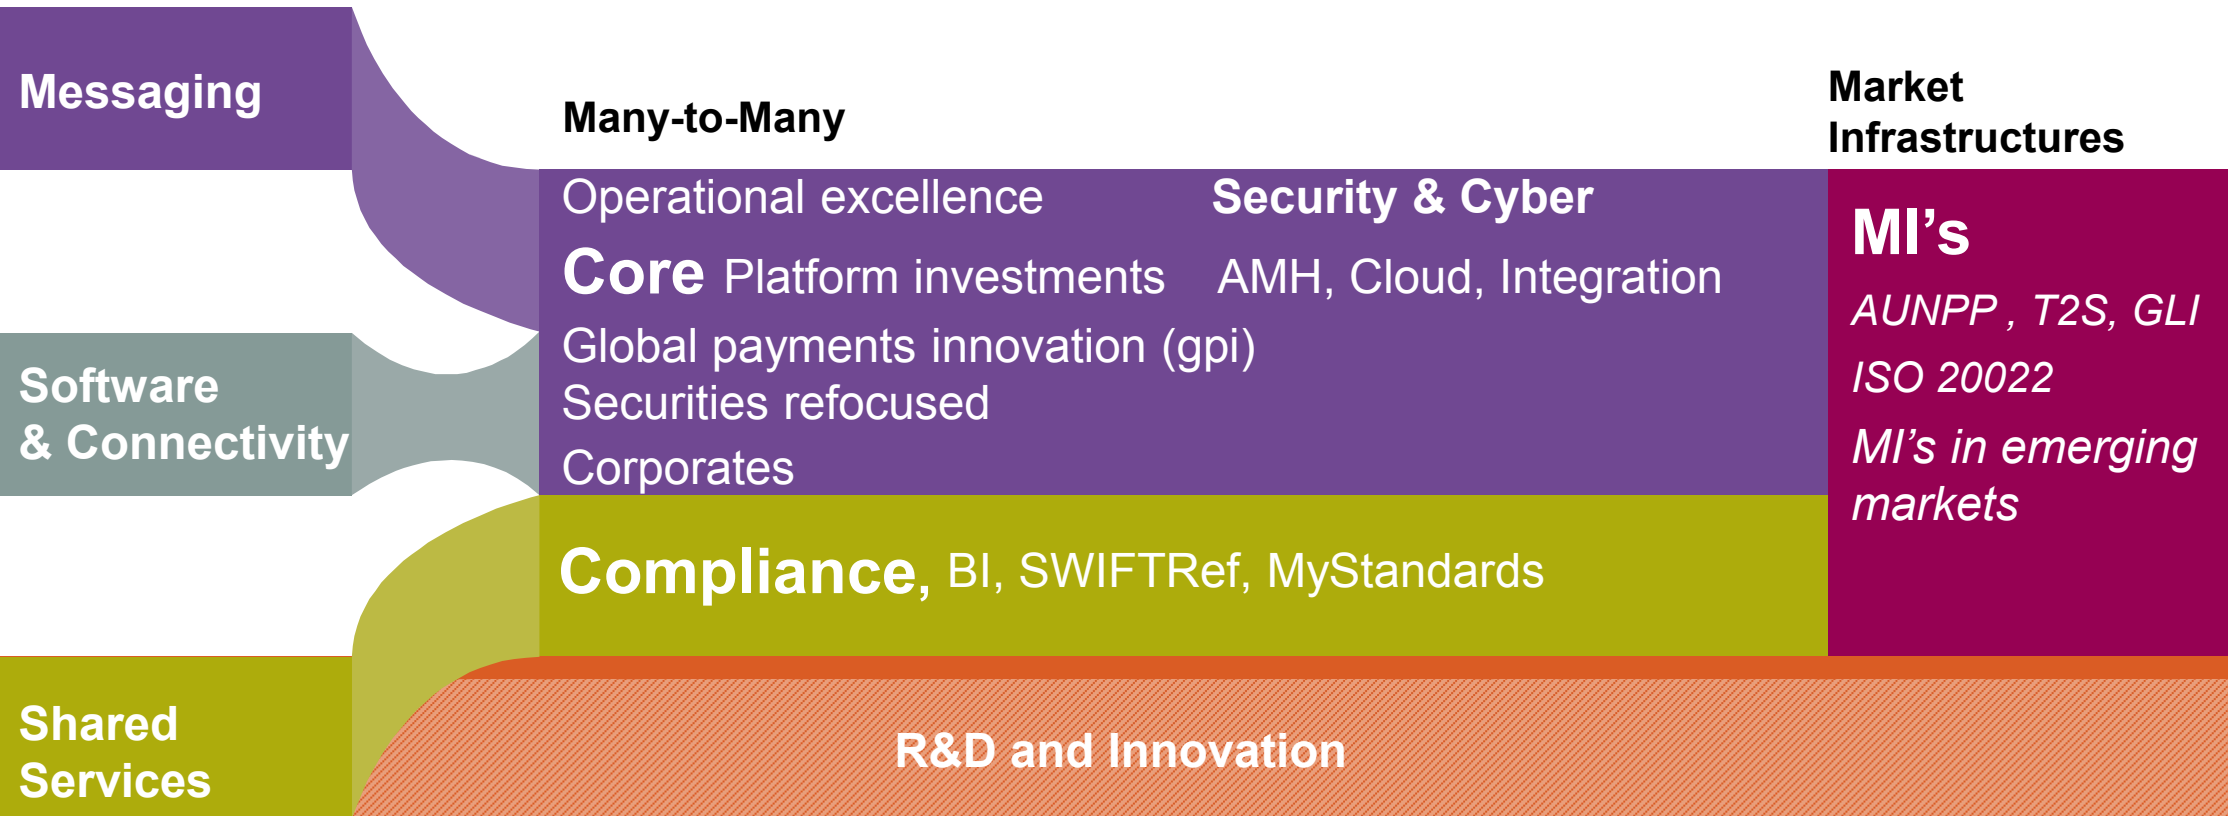 Messaging
Many-to-Many
Market
Infrastructures
Operational excellence
Security & Cyber
Core Platform investments
AMH, Cloud, Integration
Global payments innovation (gpi)
Securities refocused
Corporates
MI's
AUNPP , T2S, GLI
ISO 20022
MI's in emerging
markets
Software
& Connectivity
Compliance, BI, SWIFTRef, MyStandards
Shared
Services
R&D and Innovation